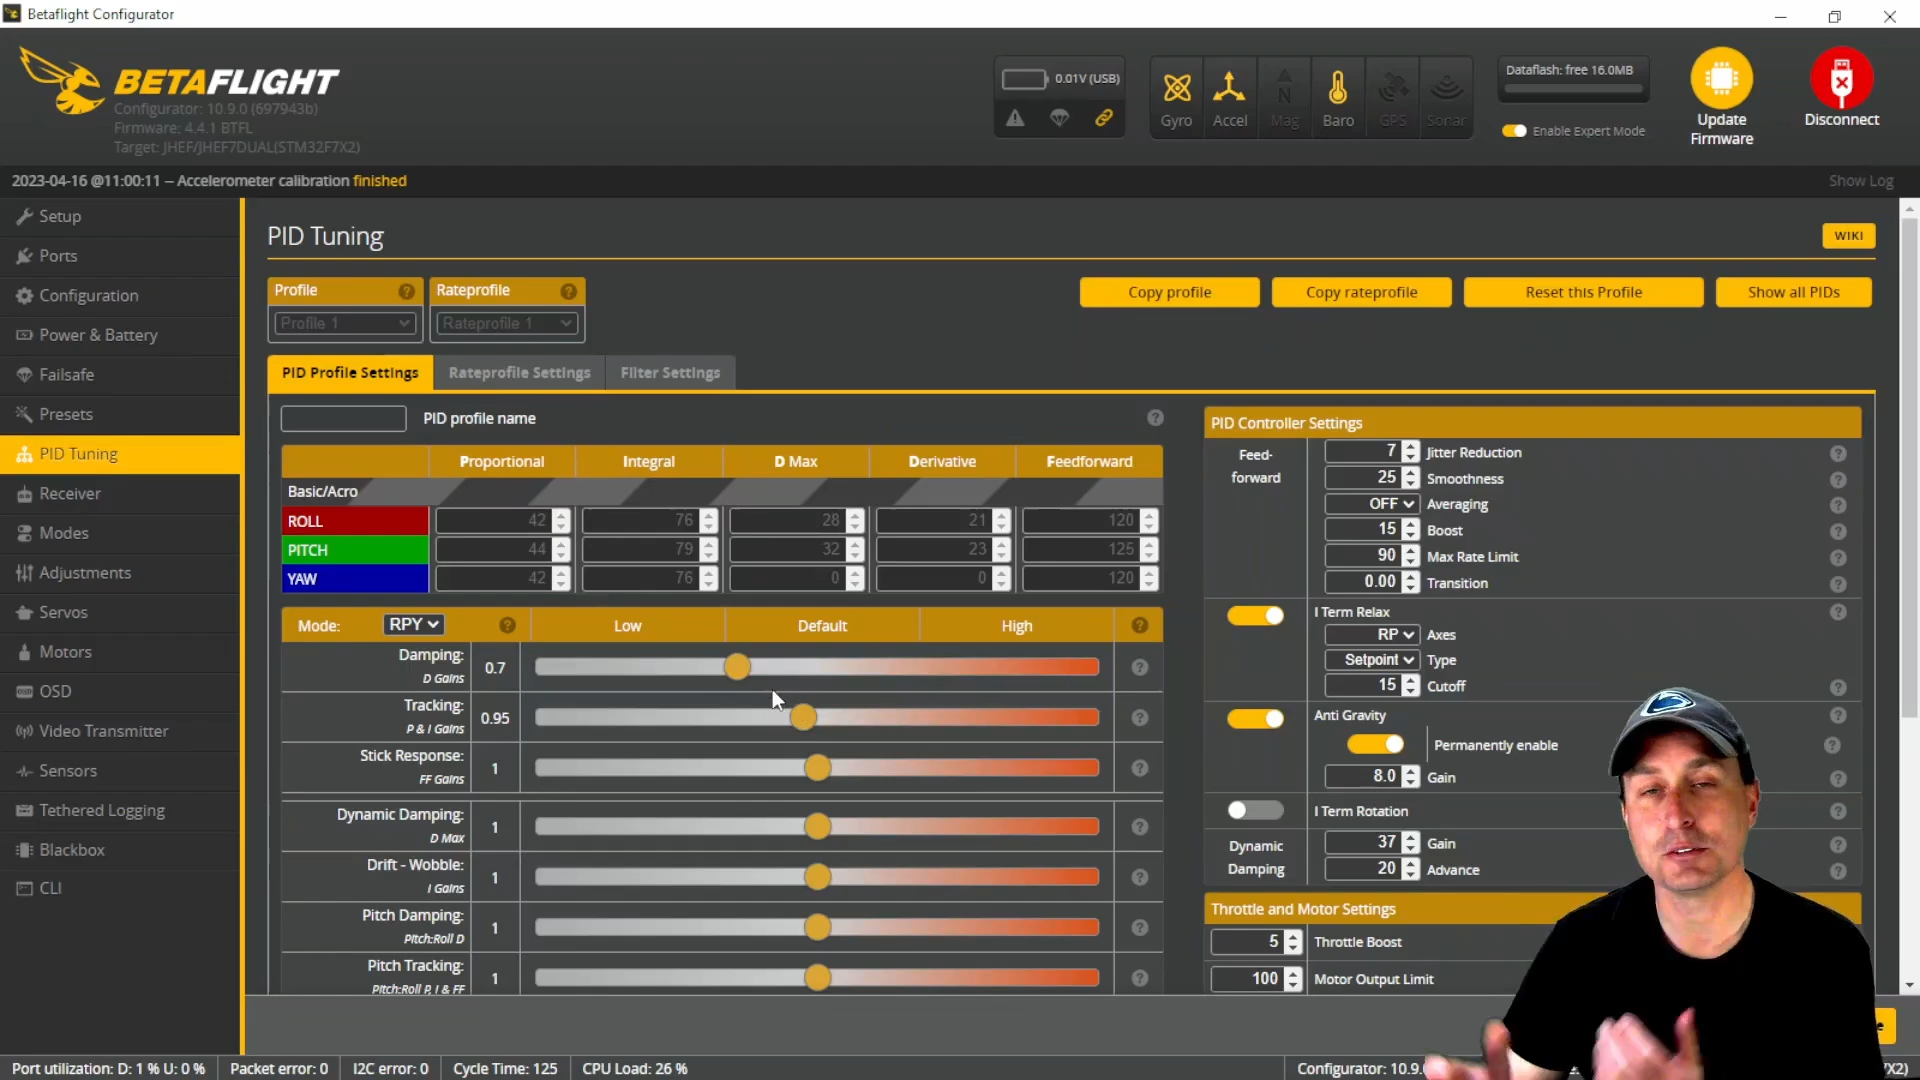 Betaflight Configurator
BETAFLIGHT
Configurator: 10.9.0 (697943b)
Firmware: 4.4.1 BTFL
Target: JHEF/JHEF7DUAL(STM32F7X2)
0.01V (USB)
Gyro
Accel
Mag
Baro
GPS
Sonar
Dataflash: free 16.0MB
Enable Expert Mode
Update
Firmware
Disconnect
2023-04-16 @11:00:11 -- Accelerometer calibration finished
Show Log
Setup
Ports
Configuration
Power & Battery
Failsafe
Presets
PID Tuning
Receiver
Modes
Adjustments
Servos
Motors
OSD
Video Transmitter
Sensors
Tethered Logging
Blackbox
CLI
PID Tuning
WIKI
Profile
Profile 1
Rateprofile
Rateprofile 1
Copy profile
Copy rateprofile
Reset this Profile
Show all PIDs
PID Profile Settings
Rateprofile Settings
Filter Settings
PID profile name
Proportional Integral D Max Derivative Feedforward
Basic/Acro
ROLL 42 76 28 21 120
PITCH 44 79 32 23 125
YAW 42 76 0 0 120
Mode: RPY Low Default High
Damping:
D Gains
0.7
Tracking:
P & I Gains
0.95
Stick Response:
FF Gains
1
Dynamic Damping:
D Max
1
Drift - Wobble:
I Gains
1
Pitch Damping:
Pitch:Roll D
1
Pitch Tracking:
Pitch:Roll P, I & FF
1
PID Controller Settings
Feed-
forward
7 Jitter Reduction
25 Smoothness
OFF Averaging
15 Boost
90 Max Rate Limit
0.00 Transition
I Term Relax
RP Axes
Setpoint Type
15 Cutoff
Anti Gravity
Permanently enable
8.0 Gain
I Term Rotation
Dynamic
Damping
37 Gain
20 Advance
Throttle and Motor Settings
5 Throttle Boost
100 Motor Output Limit
Port utilization: D: 1 % U: 0 %
Packet error: 0
I2C error: 0
Cycle Time: 125
CPU Load: 26 %
Configurator: 10.9.
X2)